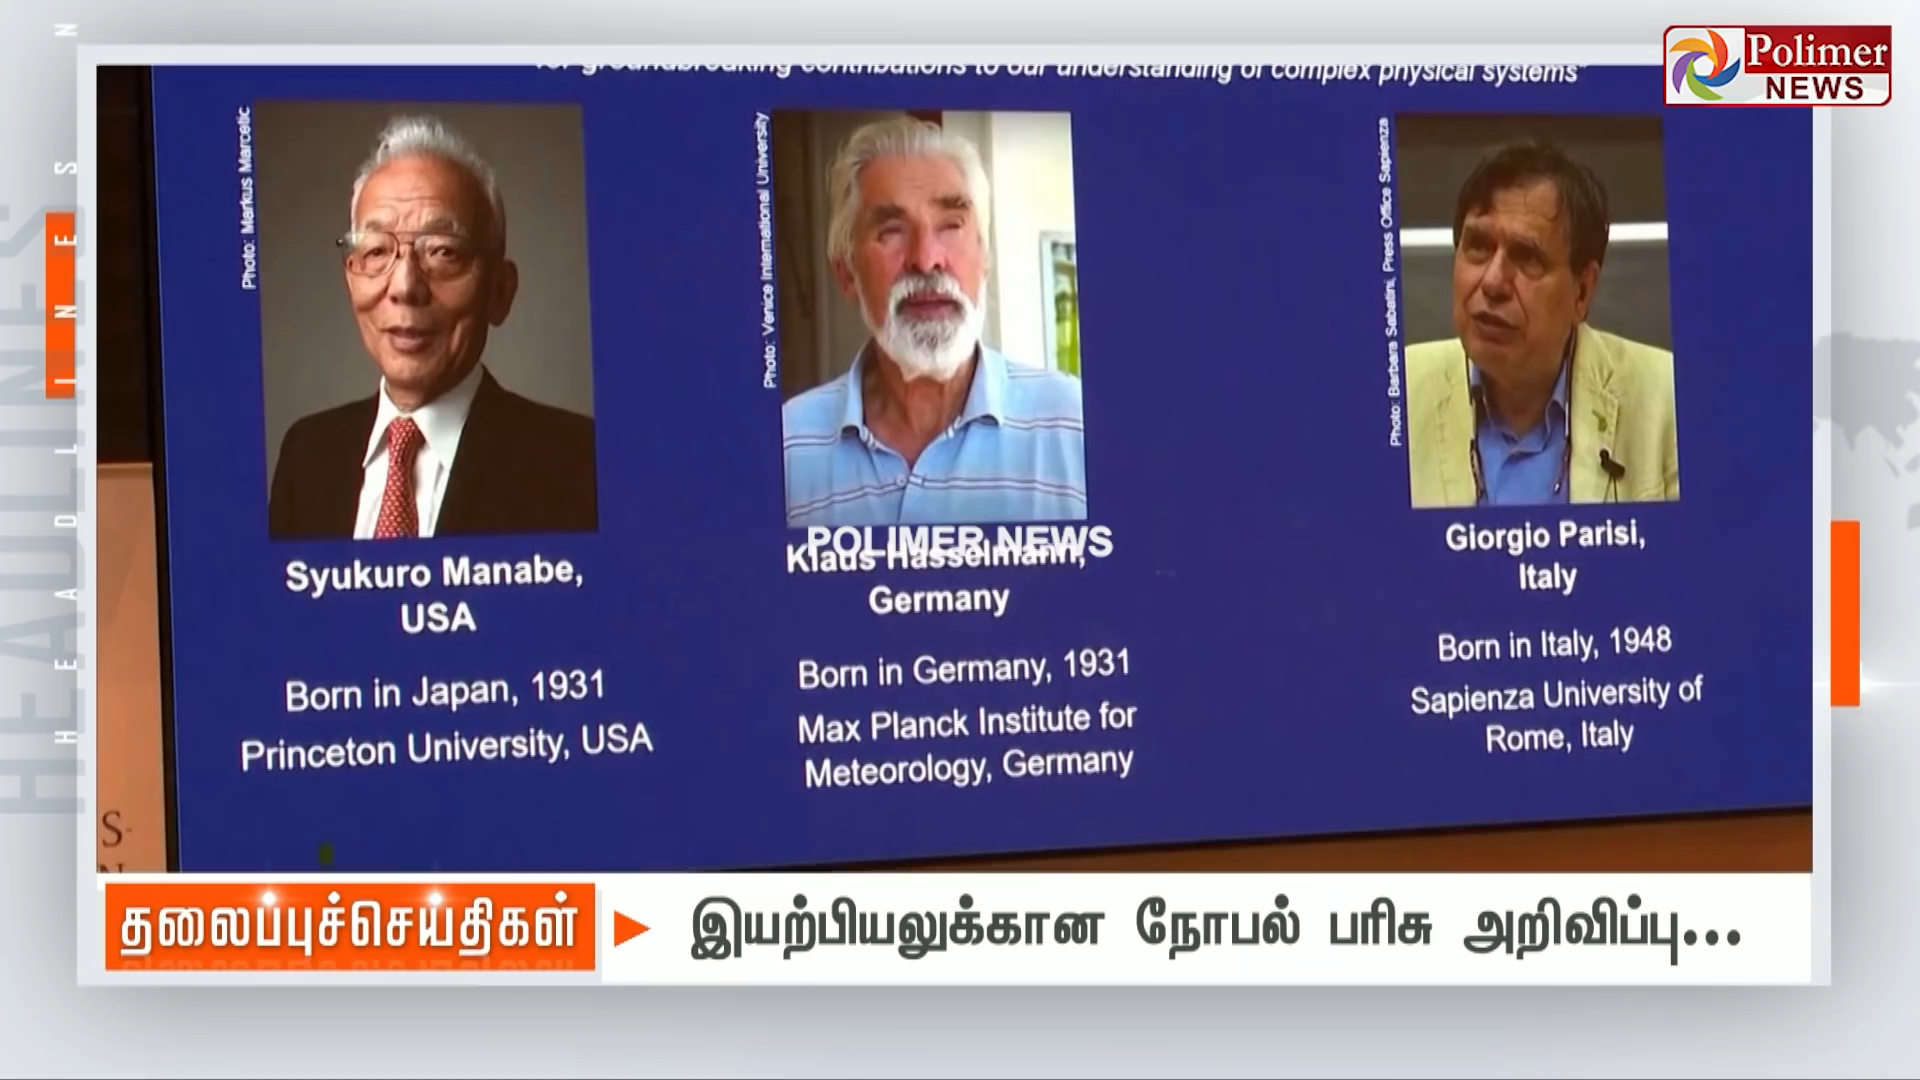 Polimer
NEWS
for groundbreaking contributions to our understanding of complex physical systems"
Photo: Markus Marcetic
Photo: Venice International University
Photo: Barbara Sabatini, Press Office Sapienza
Syukuro Manabe,
USA
Born in Japan, 1931
Princeton University, USA
POLIMER NEWS
Klaus Hasselmann,
Germany
Born in Germany, 1931
Max Planck Institute for
Meteorology, Germany
Giorgio Parisi,
Italy
Born in Italy, 1948
Sapienza University of
Rome, Italy
S-
HEADLINES
HEADLINES N
தலைப்புச்செய்திகள்
இயற்பியலுக்கான நோபல் பரிசு அறிவிப்பு...